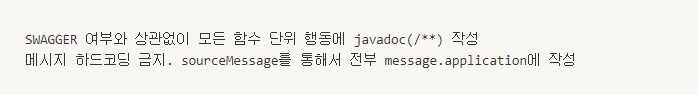 SWAGGER 여부와 상관없이 모든 함수 단위 행동에 javadoc(/**) 작성
메시지 하드코딩 금지. sourceMessage를 통해서 전부 message.application에 작성